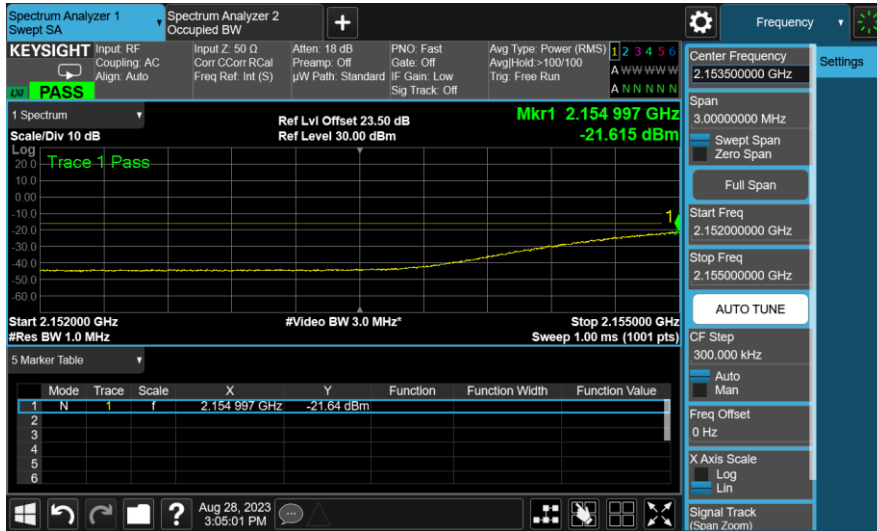 Spectrum Analyzer 1
Swept SA
Spectrum Analyzer 2
Occupied BW
Frequency
KEYSIGHT
Input: RF
Coupling: AC
Align: Auto
Input Z: 50 Ω
Corr CCorr RCal
Freq Ref: Int (S)
Atten: 18 dB
Preamp: Off
µW Path: Standard
PNO: Fast
Gate: Off
IF Gain: Low
Sig Track: Off
Avg Type: Power (RMS)
Avg|Hold:>100/100
Trig: Free Run
1 2 3 4 5 6
A W W W W W
A N N N N N
LXI PASS
1 Spectrum
Scale/Div 10 dB
Ref Lvl Offset 23.50 dB
Ref Level 30.00 dBm
Mkr1 2.154 997 GHz
-21.615 dBm
Log
Trace 1 Pass
20.0
10.0
0.00
-10.0
-20.0
-30.0
-40.0
-50.0
-60.0
1
Start 2.152000 GHz
#Res BW 1.0 MHz
#Video BW 3.0 MHz*
Stop 2.155000 GHz
Sweep 1.00 ms (1001 pts)
5 Marker Table
Mode Trace Scale X Y Function Function Width Function Value
1 N 1 f 2.154 997 GHz -21.64 dBm
2
3
4
5
6
Aug 28, 2023
3:05:01 PM
Center Frequency
2.153500000 GHz
Settings
Span
3.00000000 MHz
Swept Span
Zero Span
Full Span
Start Freq
2.152000000 GHz
Stop Freq
2.155000000 GHz
AUTO TUNE
CF Step
300.000 kHz
Auto
Man
Freq Offset
0 Hz
X Axis Scale
Log
Lin
Signal Track
(Span Zoom)